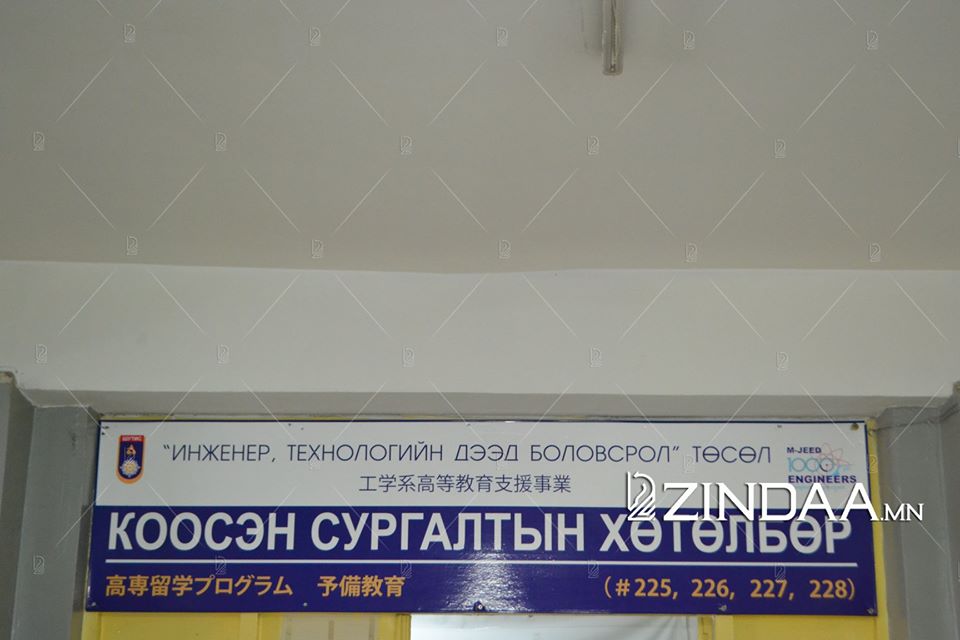 “ИНЖЕНЕР, ТЕХНОЛОГИЙН ДЭЭД БОЛОВСРОЛ” ТӨСӨЛ
工学系高等教育支援事業
M-JEED
1000
ENGINEERS
ZINDAA.MN
КООСЭН СУРГАЛТЫН ХӨТӨЛБӨР
高専留学プログラム 予備教育 (#225, 226, 227, 228)